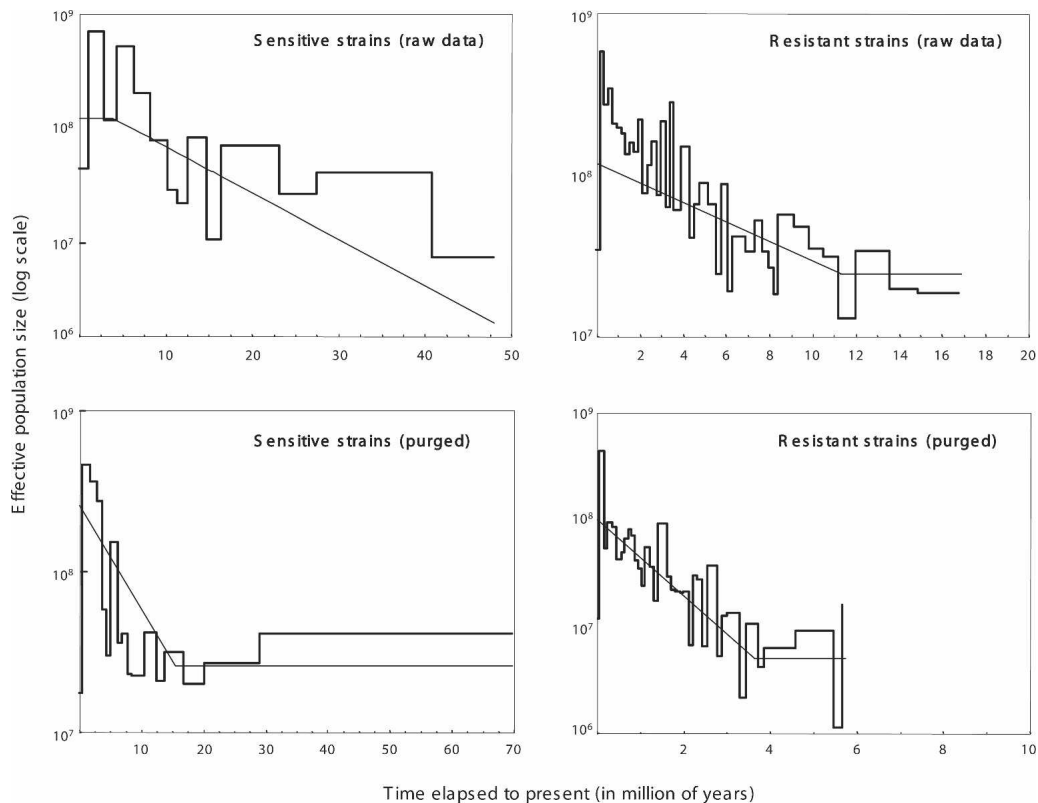 Effective population size (log scale)
Sensitive strains (raw data)
10⁹
10⁸
10⁷
10⁶
10 20 30 40 50
Resistant strains (raw data)
10⁹
10⁸
10⁷
2 4 6 8 10 12 14 16 18 20
Sensitive strains (purged)
10⁹
10⁸
10⁷
10 20 30 40 50 60 70
Resistant strains (purged)
10⁹
10⁸
10⁷
10⁶
2 4 6 8 10
Time elapsed to present (in million of years)